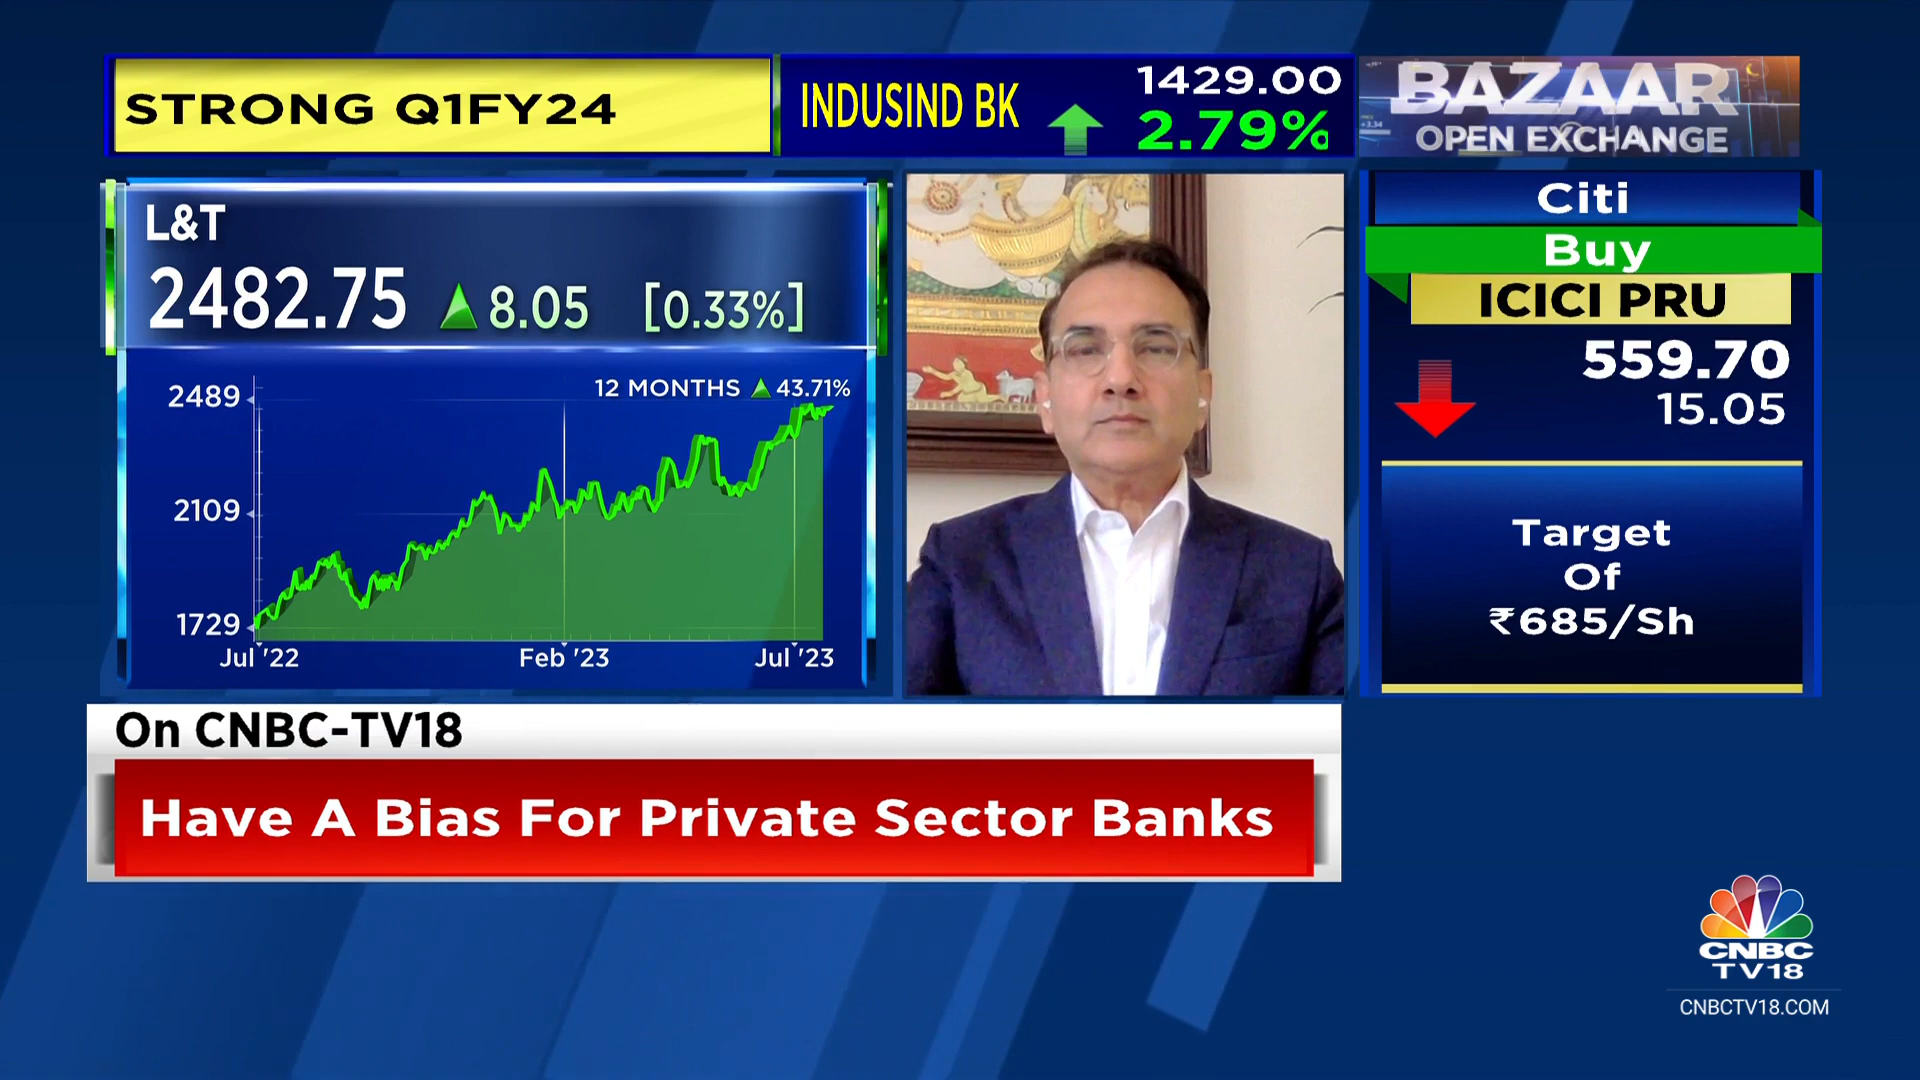 STRONG Q1FY24
INDUSIND BK
1429.00
2.79%
BAZAAR
OPEN EXCHANGE
L&T
2482.75
8.05
[0.33%]
12 MONTHS
43.71%
2489
2109
1729
Jul '22
Feb '23
Jul '23
Citi
Buy
ICICI PRU
559.70
15.05
Target
Of
₹685/Sh
On CNBC-TV18
Have A Bias For Private Sector Banks
CNBC
TV18
CNBCTV18.COM